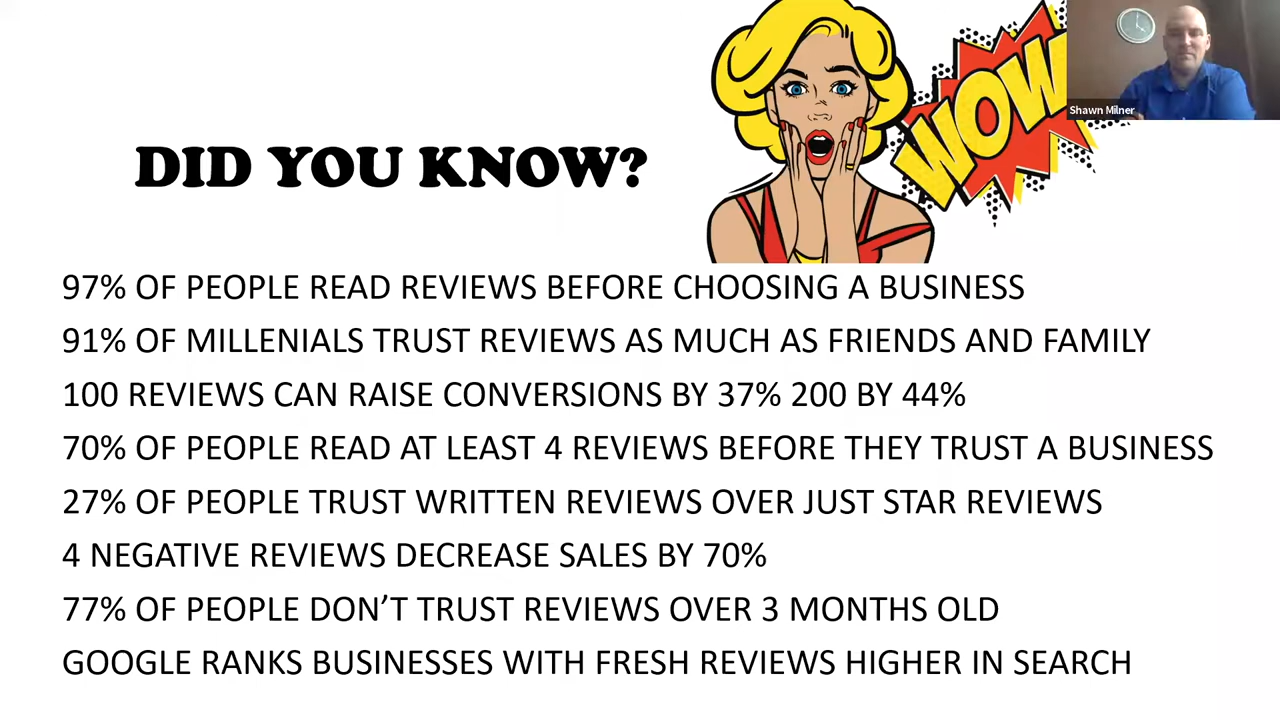 WOW
Shawn Milner
DID YOU KNOW?
97% OF PEOPLE READ REVIEWS BEFORE CHOOSING A BUSINESS
91% OF MILLENIALS TRUST REVIEWS AS MUCH AS FRIENDS AND FAMILY
100 REVIEWS CAN RAISE CONVERSIONS BY 37% 200 BY 44%
70% OF PEOPLE READ AT LEAST 4 REVIEWS BEFORE THEY TRUST A BUSINESS
27% OF PEOPLE TRUST WRITTEN REVIEWS OVER JUST STAR REVIEWS
4 NEGATIVE REVIEWS DECREASE SALES BY 70%
77% OF PEOPLE DON’T TRUST REVIEWS OVER 3 MONTHS OLD
GOOGLE RANKS BUSINESSES WITH FRESH REVIEWS HIGHER IN SEARCH